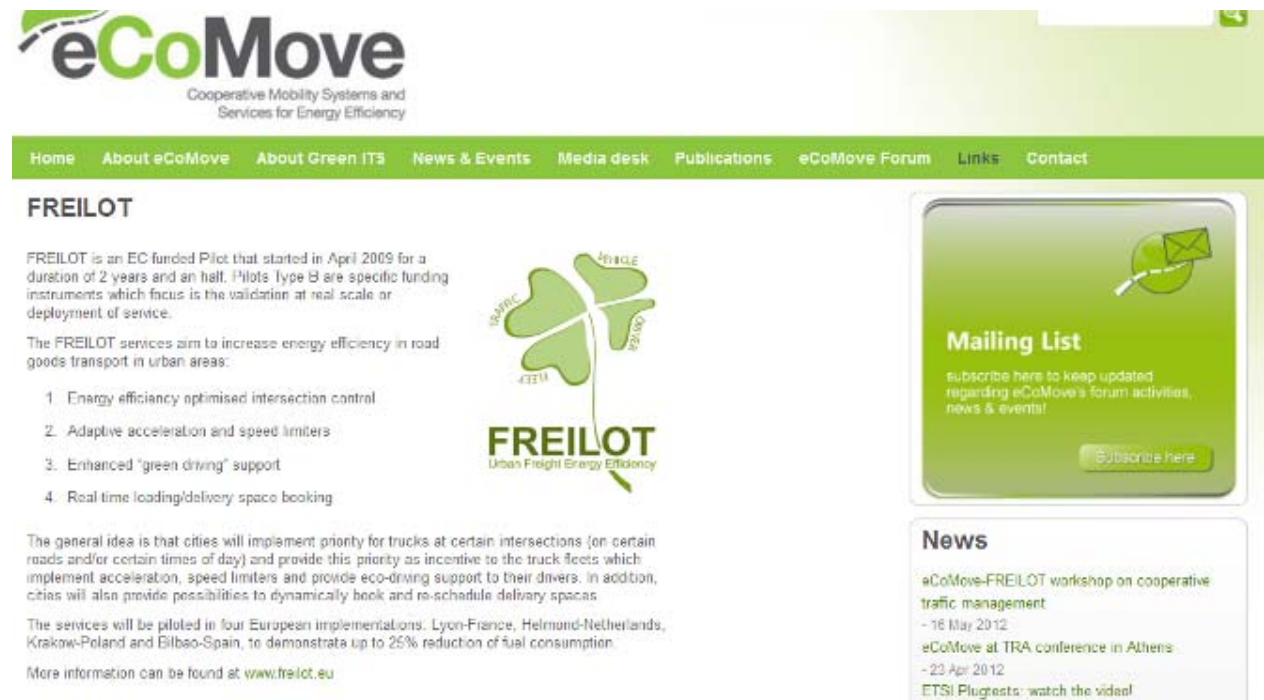 eCoMove
Cooperative Mobility Systems and
Services for Energy Efficiency
Home About eCoMove About Green ITS News & Events Media desk Publications eCoMove Forum Links Contact
FREILOT
FREILOT is an EC funded Pilot that started in April 2009 for a
duration of 2 years and an half. Pilots Type B are specific funding
instruments which focus is the validation at real scale or
deployment of service.
The FREILOT services aim to increase energy efficiency in road
goods transport in urban areas:
1. Energy efficiency optimised intersection control
2. Adaptive acceleration and speed limiters
3. Enhanced "green driving" support
4. Real time loading/delivery space booking
VEHICLE
TRAFFIC
DRIVER
FLEET
FREILOT
Urban Freight Energy Efficiency
The general idea is that cities will implement priority for trucks at certain intersections (on certain
roads and/or certain times of day) and provide this priority as incentive to the truck fleets which
implement acceleration, speed limiters and provide eco-driving support to their drivers. In addition,
cities will also provide possibilities to dynamically book and re-schedule delivery spaces
The services will be piloted in four European implementations: Lyon-France, Helmond-Netherlands,
Krakow-Poland and Bilbao-Spain, to demonstrate up to 25% reduction of fuel consumption.
More information can be found at www.freilot.eu
Mailing List
subscribe here to keep updated
regarding eCoMove's forum activities,
news & events!
Subscribe here
News
eCoMove-FREILOT workshop on cooperative
traffic management
- 16 May 2012
eCoMove at TRA conference in Athens
- 23 Apr 2012
ETSI Plugtests: watch the video!